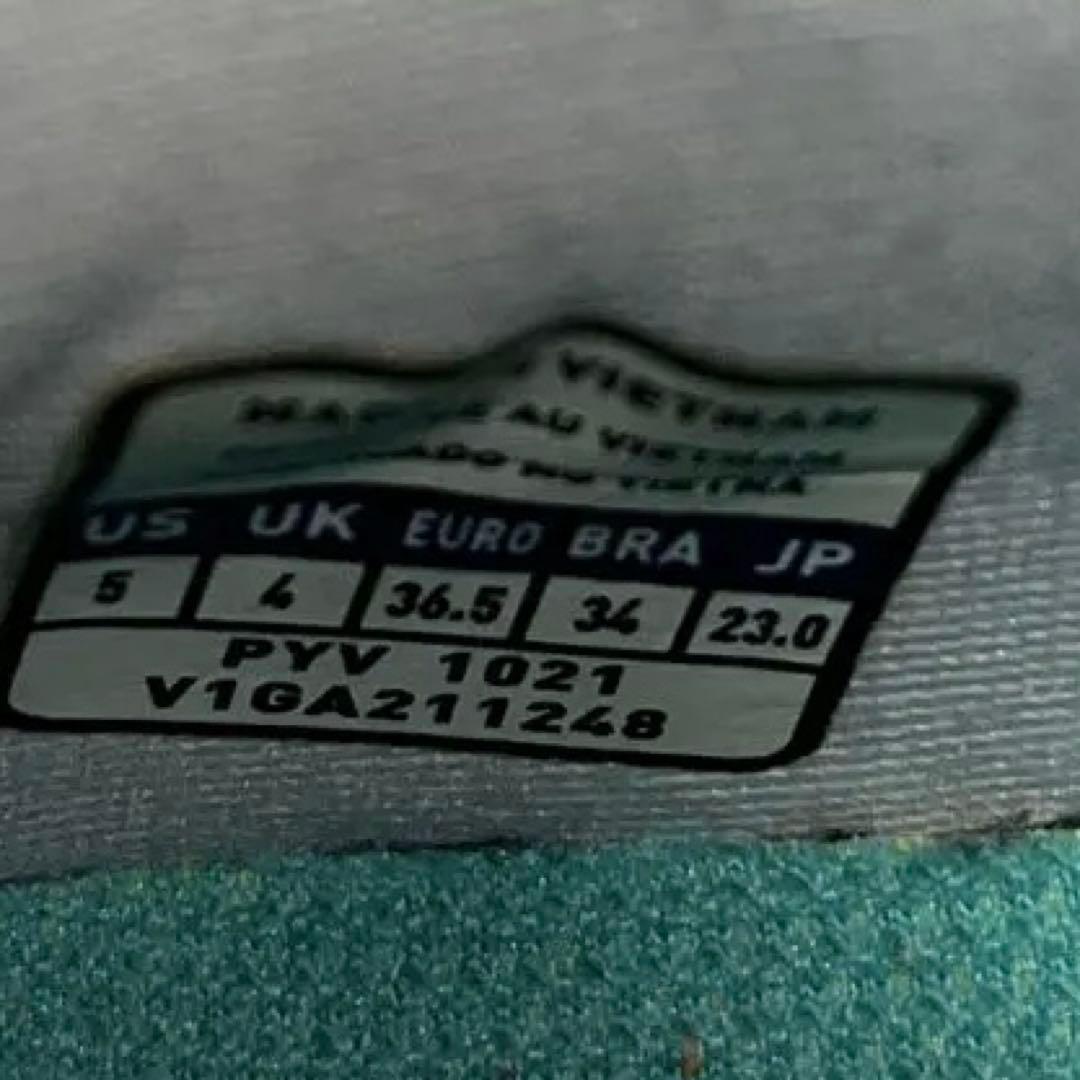 VIETNAM
AU VIETNAM
US UK EURO BRA JP
5 4 36.5 34 23.0
PYV 1021
V1GA211248